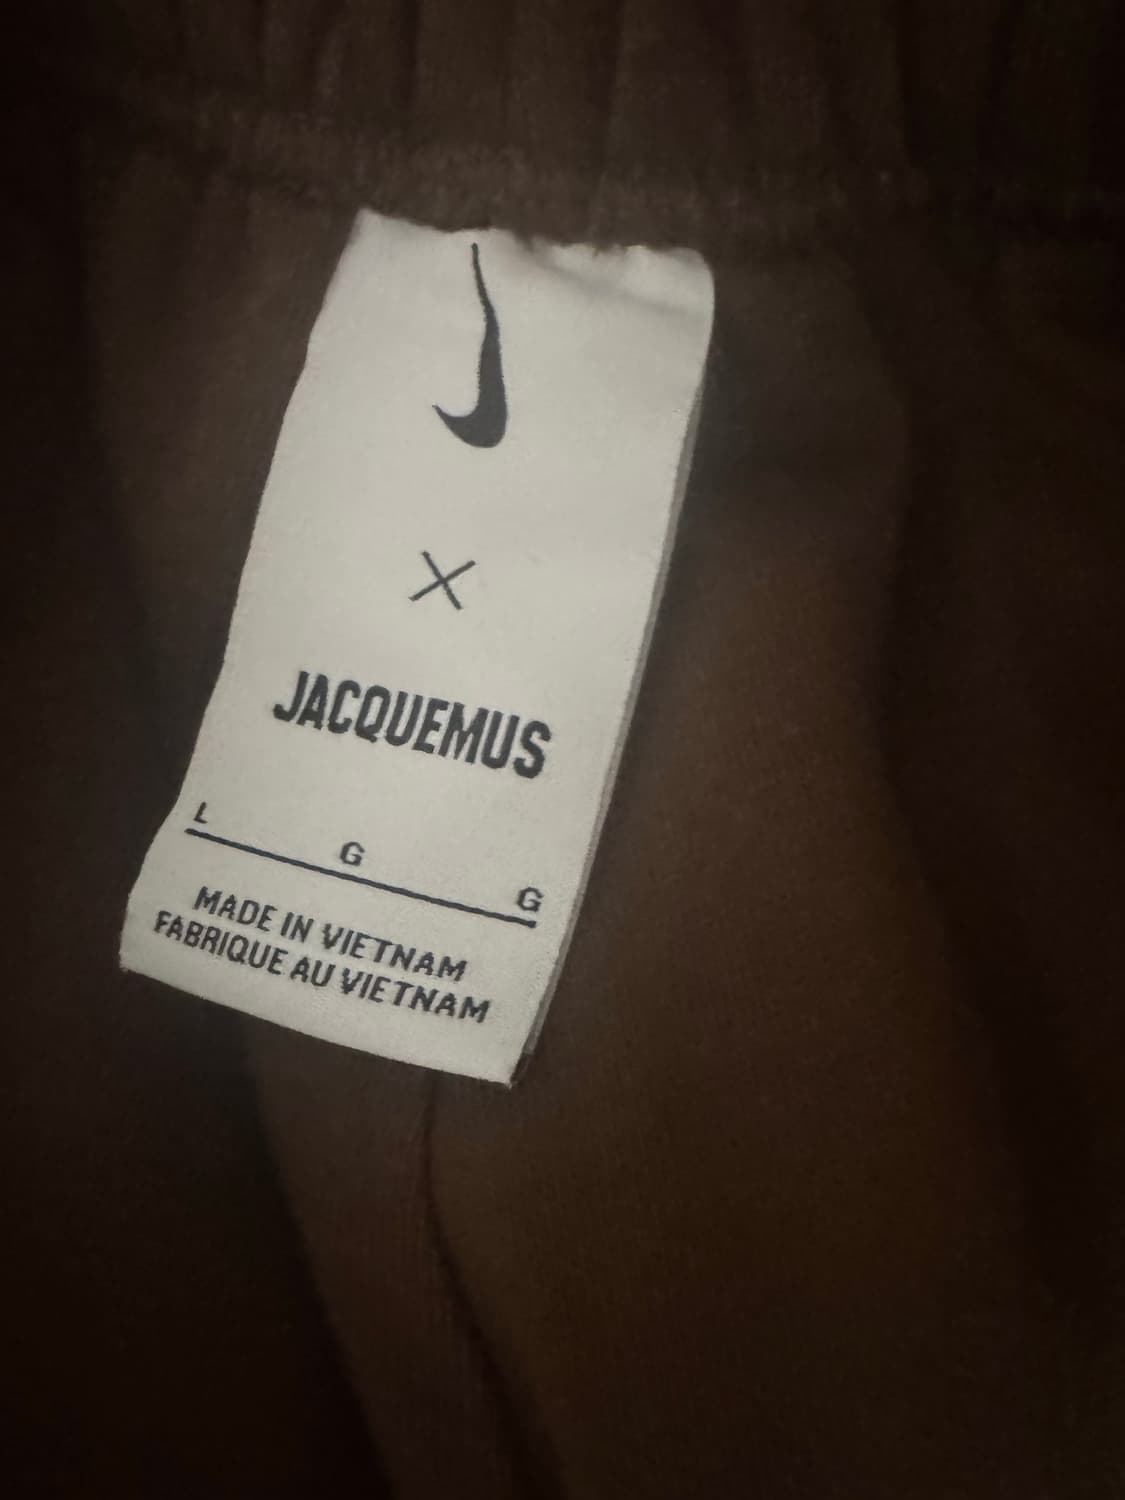 X
JACQUEMUS
L G G
MADE IN VIETNAM
FABRIQUE AU VIETNAM